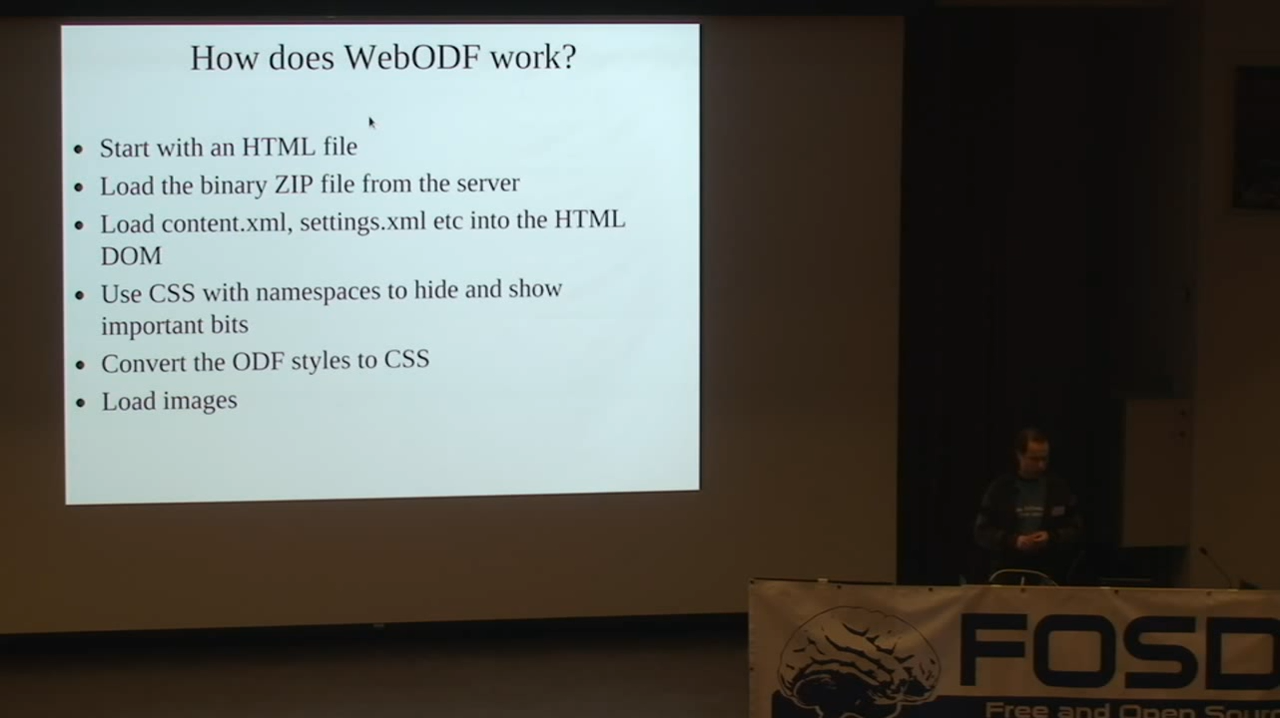 How does WebODF work?
• Start with an HTML file
• Load the binary ZIP file from the server
• Load content.xml, settings.xml etc into the HTML
DOM
• Use CSS with namespaces to hide and show
important bits
• Convert the ODF styles to CSS
• Load images
FOSD
Free and Open Sour